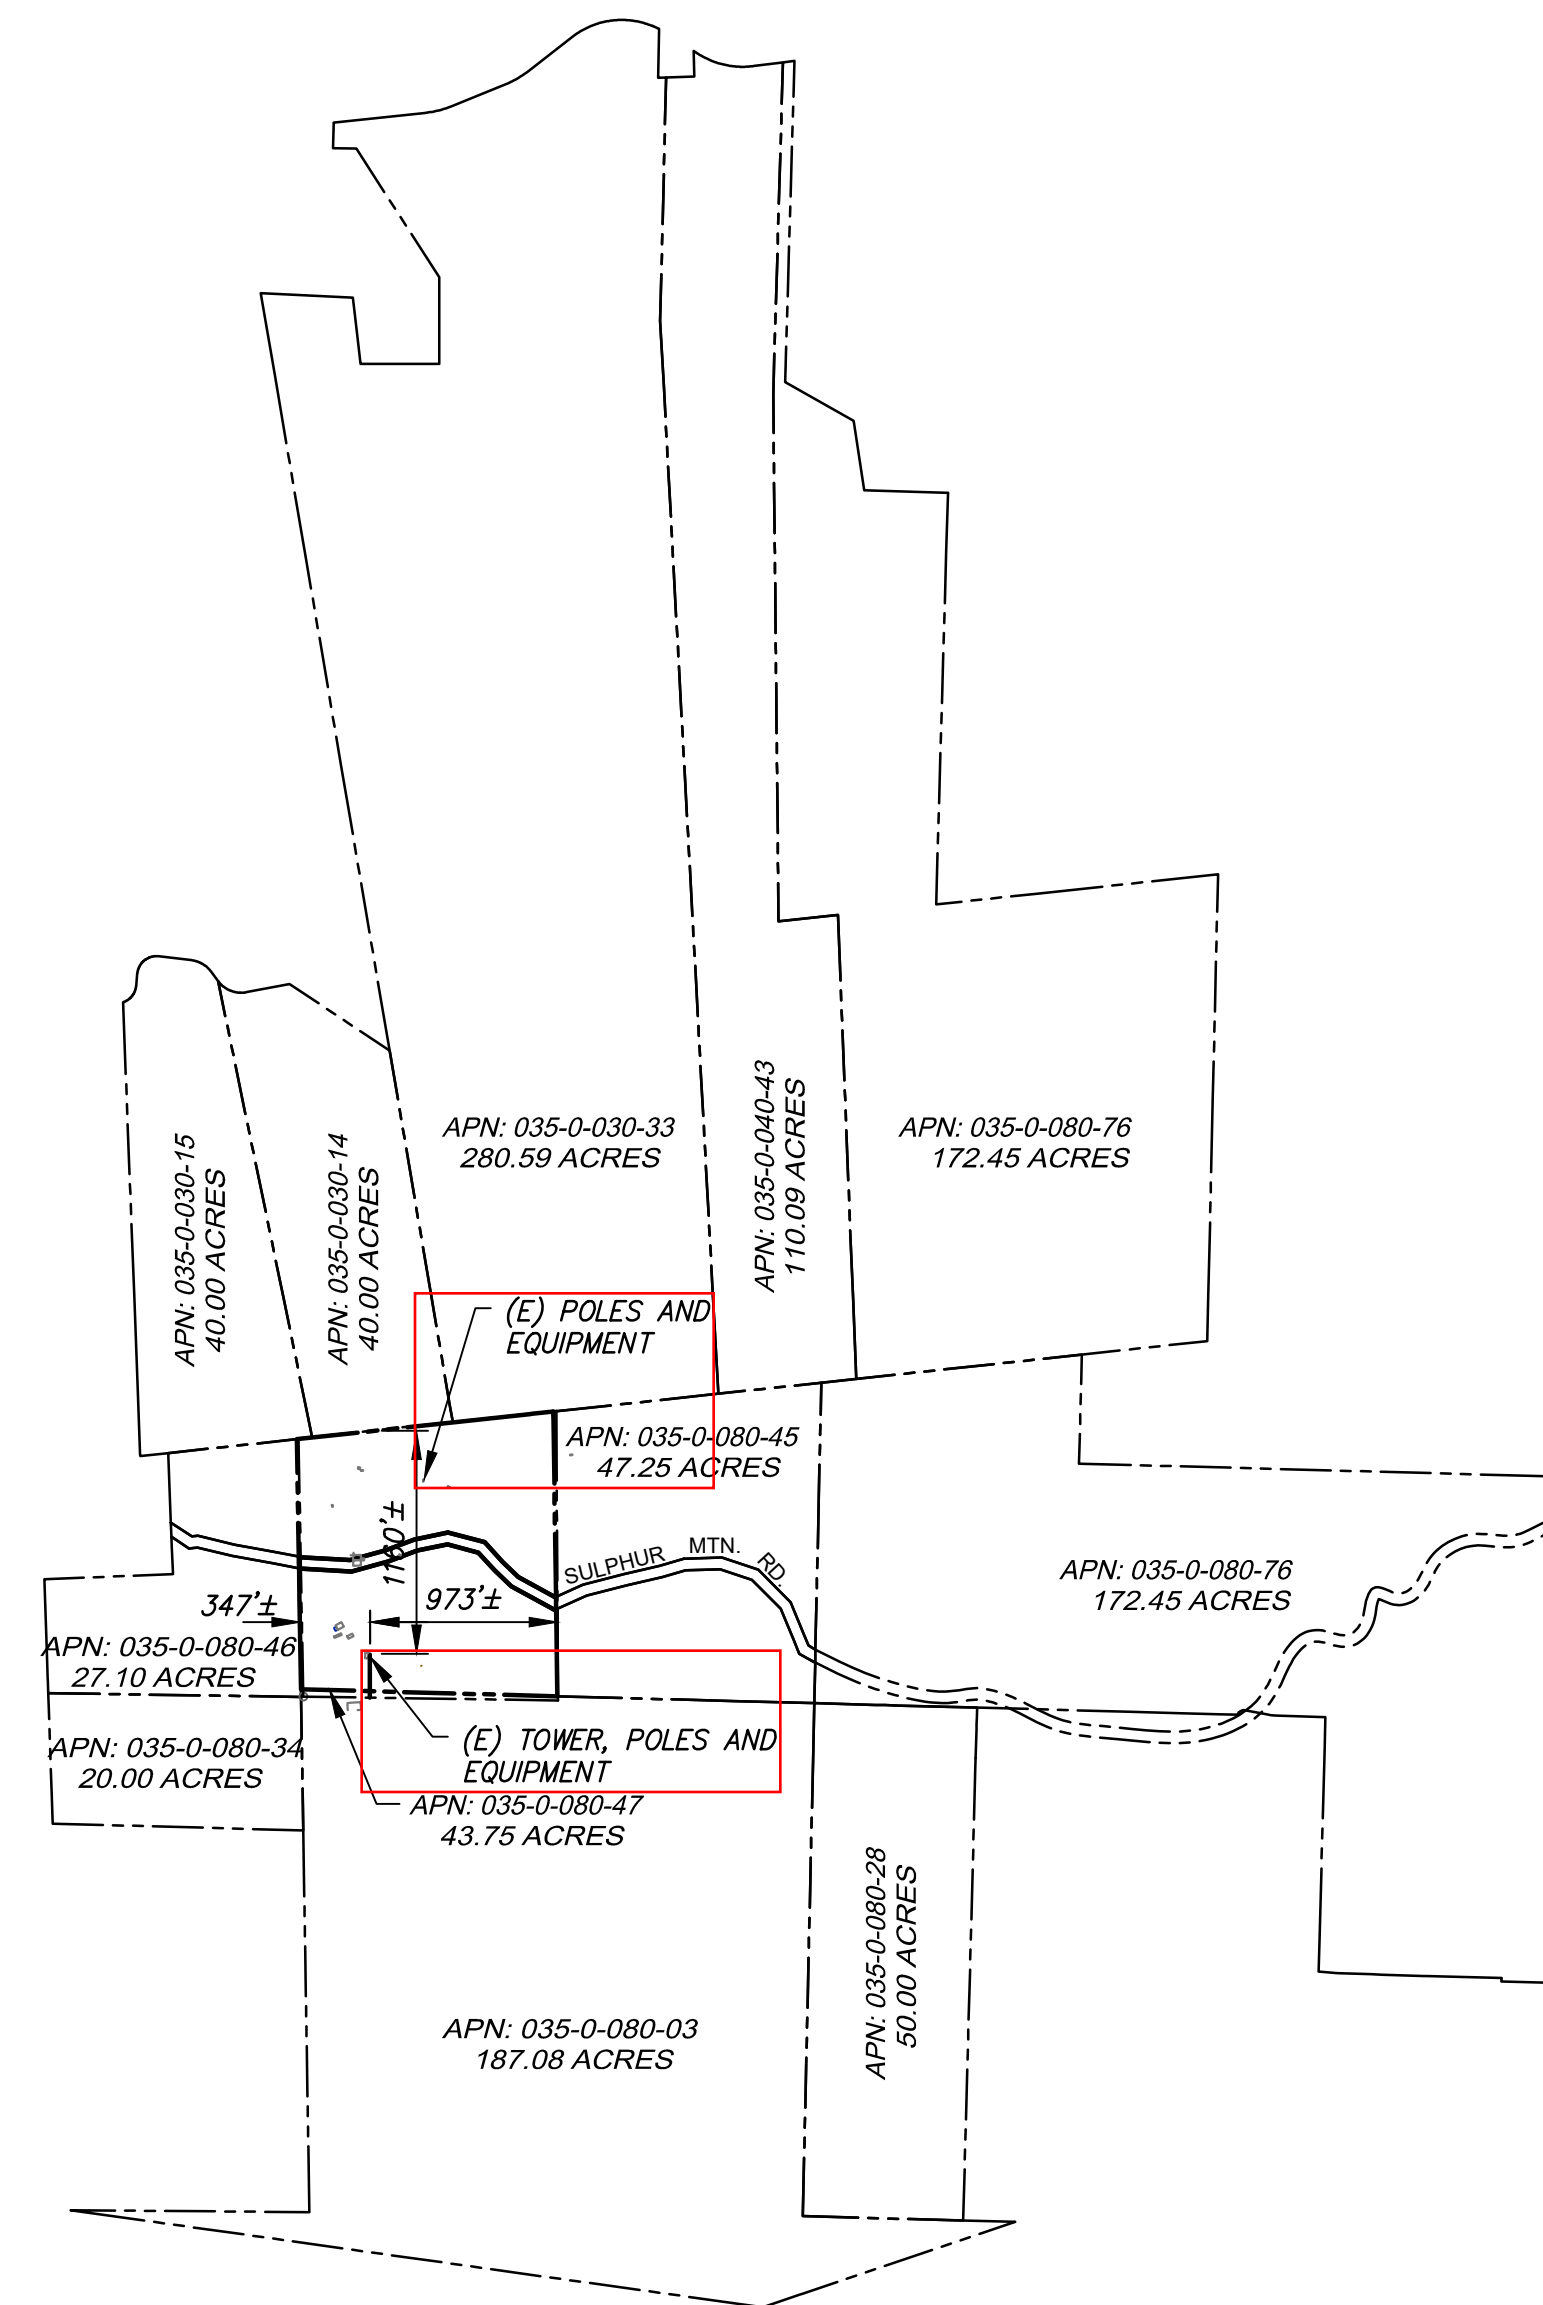 APN: 035-0-030-15
40.00 ACRES
APN: 035-0-030-14
40.00 ACRES
APN: 035-0-030-33
280.59 ACRES
APN: 035-0-040-43
110.09 ACRES
APN: 035-0-080-76
172.45 ACRES
(E) POLES AND
EQUIPMENT
APN: 035-0-080-45
47.25 ACRES
1160'±
SULPHUR MTN. RD.
347'±
973'±
APN: 035-0-080-76
172.45 ACRES
APN: 035-0-080-46
27.10 ACRES
(E) TOWER, POLES AND
EQUIPMENT
APN: 035-0-080-34
20.00 ACRES
APN: 035-0-080-47
43.75 ACRES
APN: 035-0-080-28
50.00 ACRES
APN: 035-0-080-03
187.08 ACRES